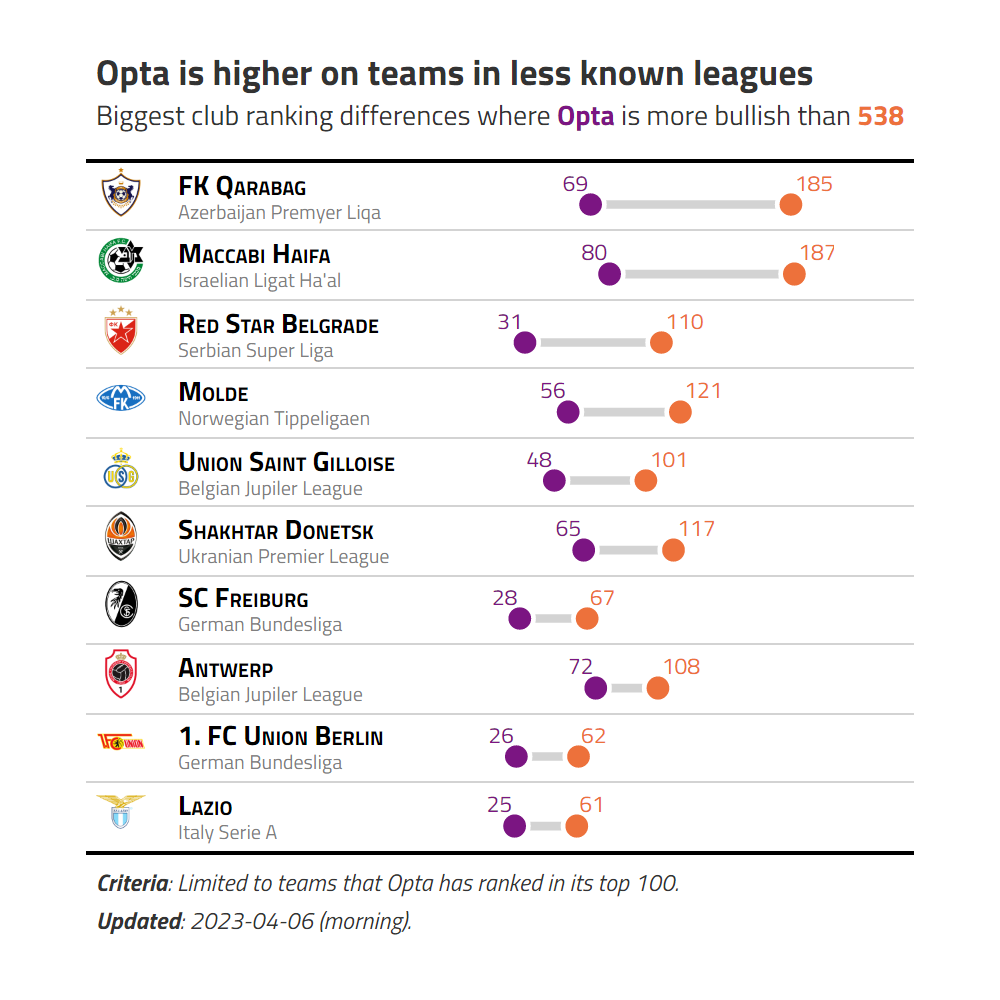 Opta is higher on teams in less known leagues
Biggest club ranking differences where Opta is more bullish than 538
FK Qarabag
Azerbaijan Premyer Liqa
69
185
Maccabi Haifa
Israelian Ligat Ha'al
80
187
Red Star Belgrade
Serbian Super Liga
31
110
Molde
Norwegian Tippeligaen
56
121
Union Saint Gilloise
Belgian Jupiler League
48
101
Shakhtar Donetsk
Ukranian Premier League
65
117
SC Freiburg
German Bundesliga
28
67
Antwerp
Belgian Jupiler League
72
108
1. FC Union Berlin
German Bundesliga
26
62
Lazio
Italy Serie A
25
61
Criteria: Limited to teams that Opta has ranked in its top 100.
Updated: 2023-04-06 (morning).